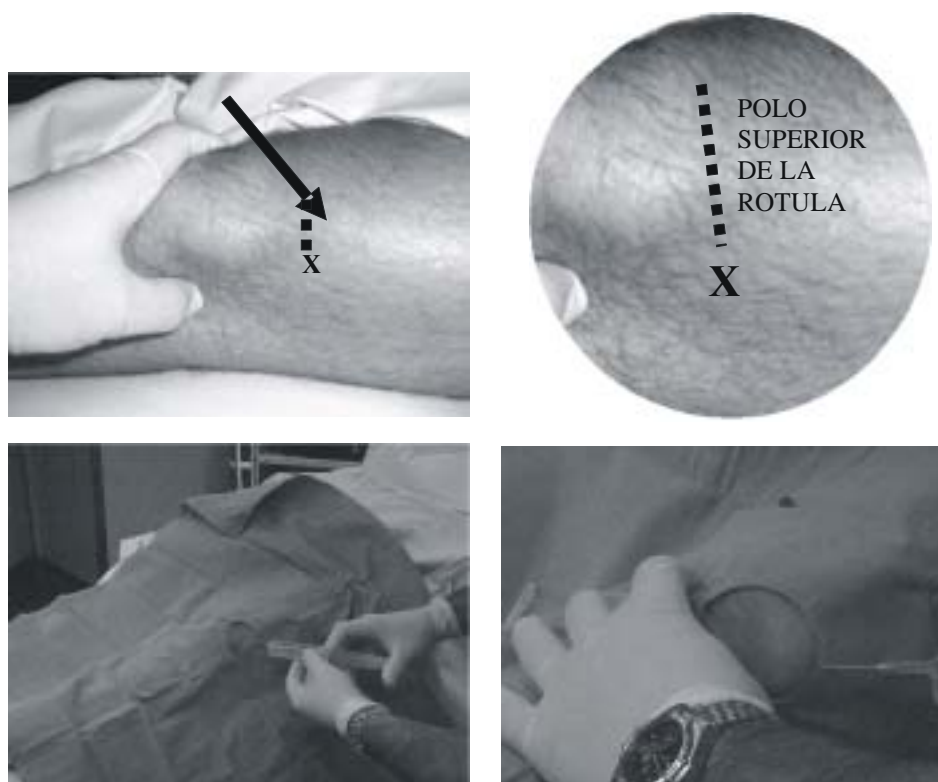 X
POLO
SUPERIOR
DE LA
ROTULA
X